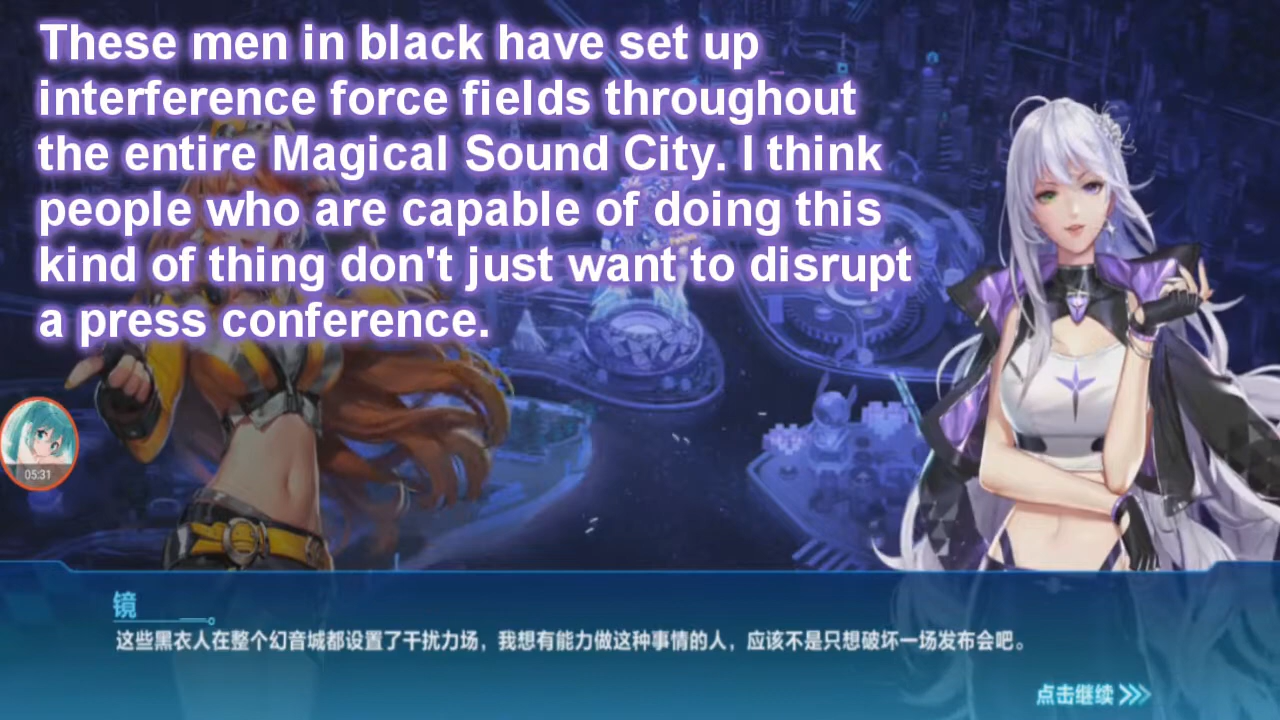 These men in black have set up
interference force fields throughout
the entire Magical Sound City. I think
people who are capable of doing this
kind of thing don't just want to disrupt
a press conference.
05:31
镜
这些黑衣人在整个幻音城都设置了干扰力场，我想有能力做这种事情的人，应该不是只想破坏一场发布会吧。
点击继续